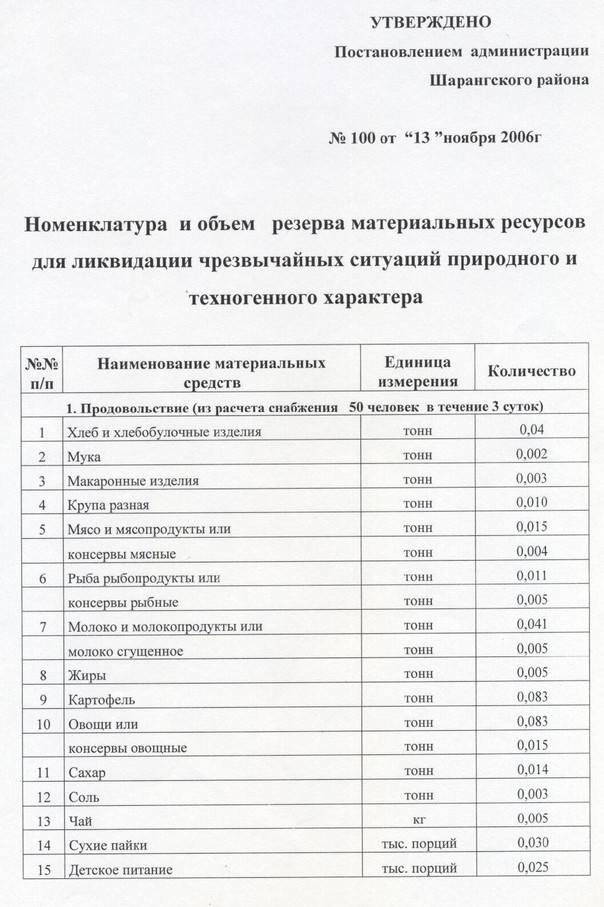 УТВЕРЖДЕНО
Постановлением администрации
Шарангского района
№ 100 от “13 ”ноября 2006г
Номенклатура и объем резерва материальных ресурсов
для ликвидации чрезвычайных ситуаций природного и
техногенного характера
№№ п/п Наименование материальных средств Единица измерения Количество
1. Продовольствие (из расчета снабжения 50 человек в течение 3 суток)
1 Хлеб и хлебобулочные изделия тонн 0,04
2 Мука тонн 0,002
3 Макаронные изделия тонн 0,003
4 Крупа разная тонн 0,010
5 Мясо и мясопродукты или тонн 0,015
консервы мясные тонн 0,004
6 Рыба рыбопродукты или тонн 0,011
консервы рыбные тонн 0,005
7 Молоко и молокопродукты или тонн 0,041
молоко сгущенное тонн 0,005
8 Жиры тонн 0,005
9 Картофель тонн 0,083
10 Овощи или тонн 0,083
консервы овощные тонн 0,015
11 Сахар тонн 0,014
12 Соль тонн 0,003
13 Чай кг 0,005
14 Сухие пайки тыс. порций 0,030
15 Детское питание тыс. порций 0,025